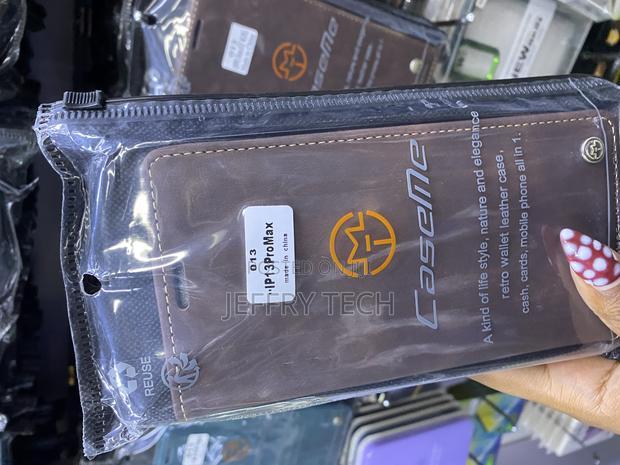 CaseMe
A kind of life style, nature and elegance
retro wallet leather case,
cash, cards, mobile phone all in 1.
013
IP13ProMax
made in china
REUSE
JEFFRY TECH
CaseMe